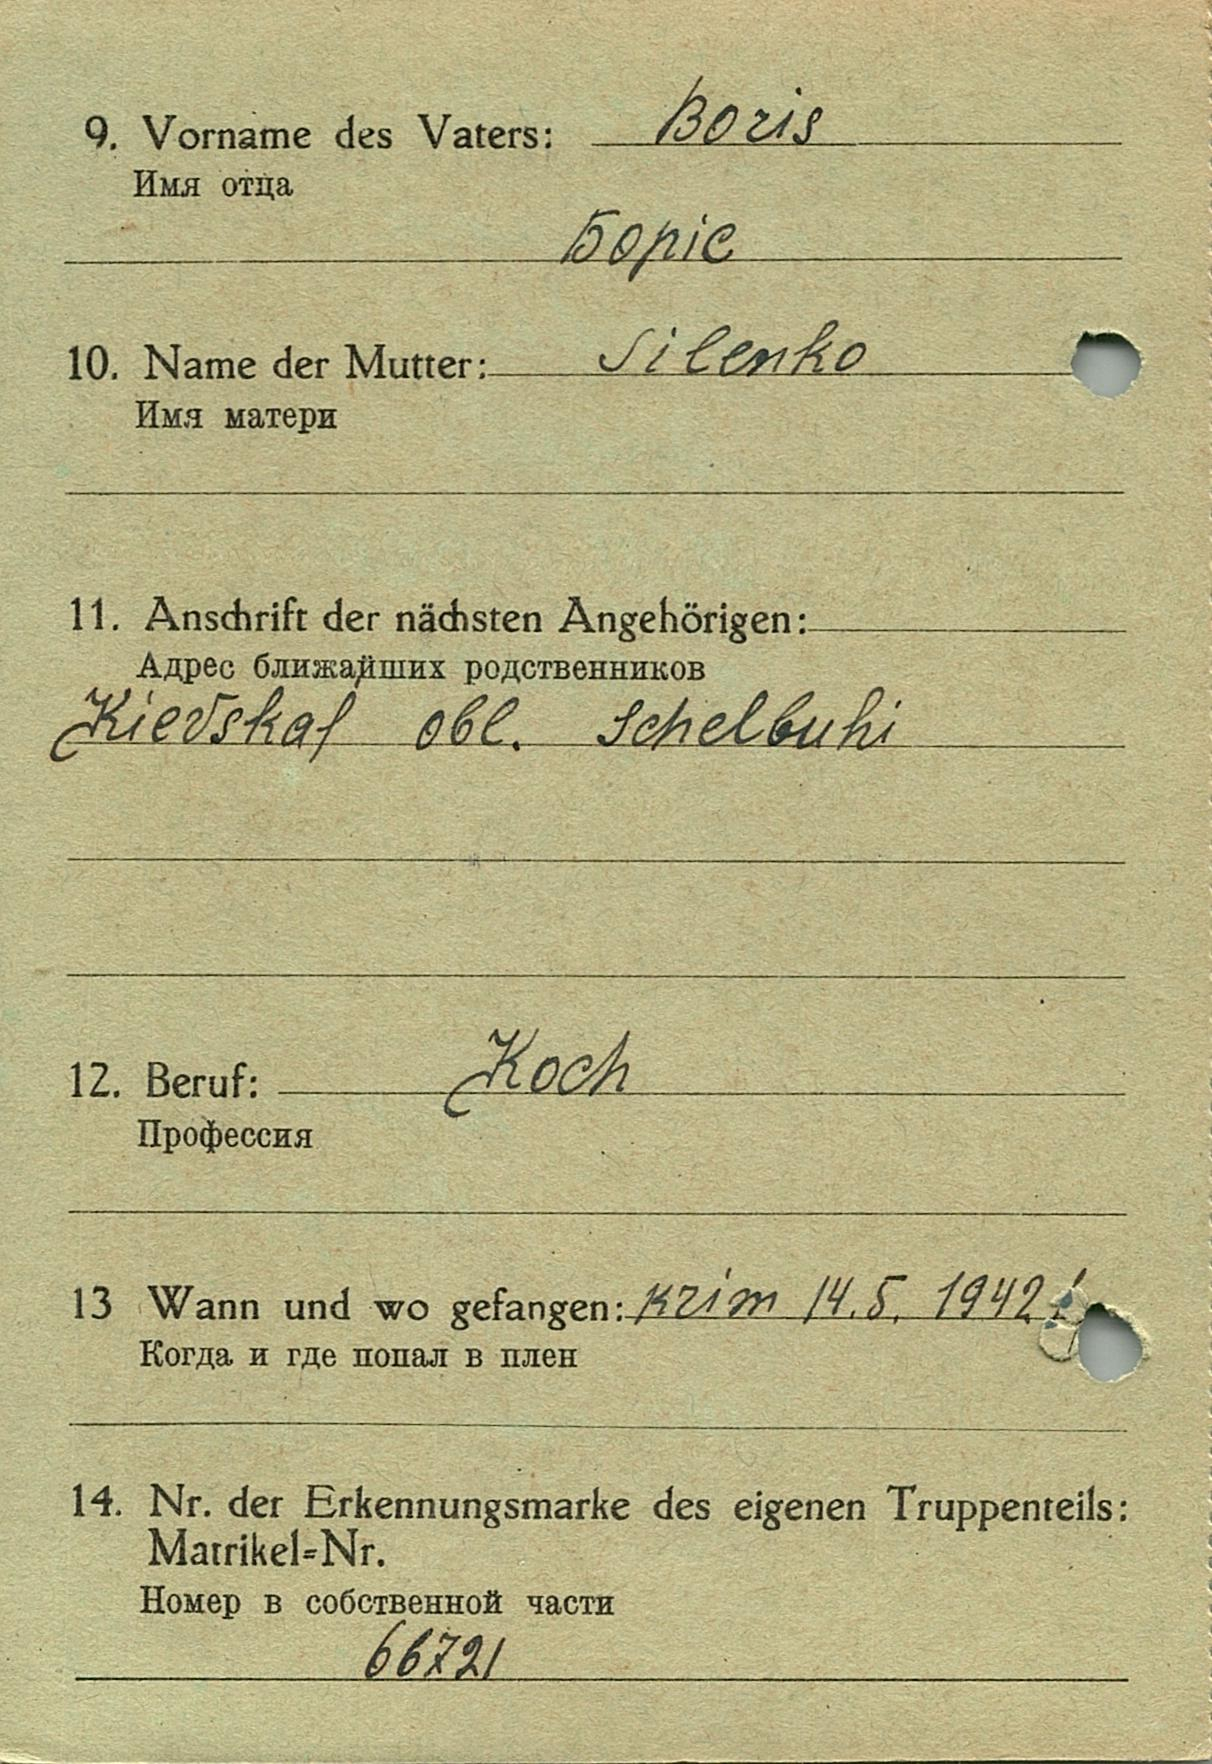 9. Vorname des Vaters: Boris
Имя отца
Борiс
10. Name der Mutter: Silenko
Имя матери
11. Anschrift der nächsten Angehörigen:
Адрес ближайших родственников
Kievskaj obl. Schelbuhi
12. Beruf: Koch
Профессия
13 Wann und wo gefangen: Krim 14.5. 1942
Когда и где попал в плен
14. Nr. der Erkennungsmarke des eigenen Truppenteils:
Matrikel=Nr.
Номер в собственной части
66721